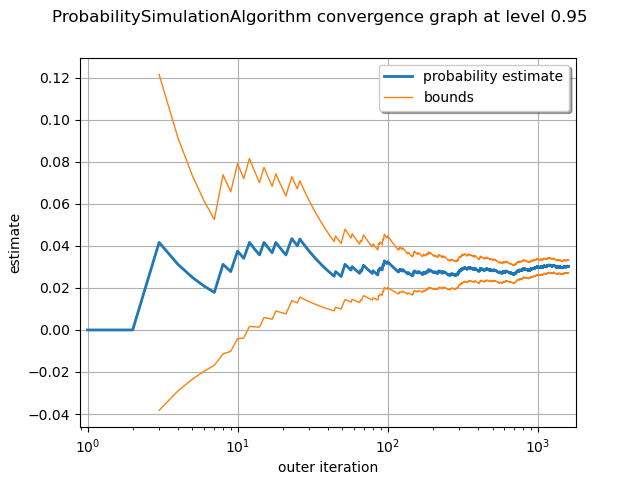 ProbabilitySimulationAlgorithm convergence graph at level 0.95
probability estimate
bounds
estimate
0.12
0.10
0.08
0.06
0.04
0.02
0.00
−0.02
−0.04
10⁰ 10¹ 10² 10³
outer iteration